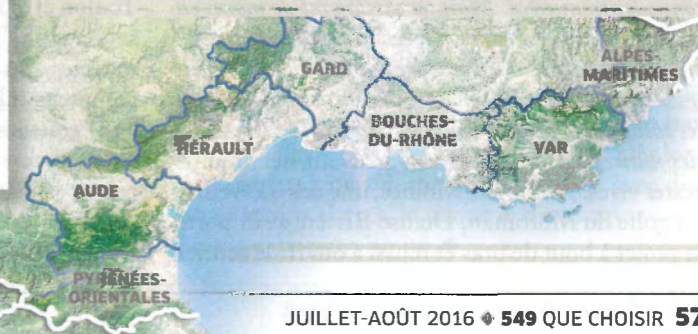 GARD
ALPES-
MARITIMES
BOUCHES-
DU-RHÔNE
HÉRAULT
VAR
AUDE
PYRÉNÉES-
ORIENTALES
JUILLET-AOÛT 2016 549 QUE CHOISIR 57